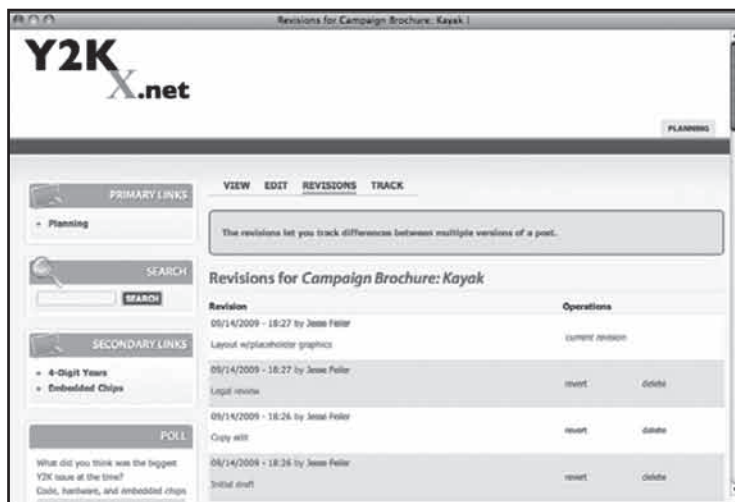 Revisions for Campaign Brochure: Kayak |
Y2K
X.net
PLANNING
PRIMARY LINKS
Planning
SEARCH
SEARCH
SECONDARY LINKS
4-Digit Years
Embedded Chips
POLL
What did you think was the biggest
Y2K issue at the time?
Code, hardware, and embedded chips
VIEW EDIT REVISIONS TRACK
The revisions let you track differences between multiple versions of a post.
Revisions for Campaign Brochure: Kayak
Revision Operations
09/14/2009 - 18:27 by Jesse Feiler
Layout w/placeholder graphics current revision
09/14/2009 - 18:27 by Jesse Feiler
Legal review revert delete
09/14/2009 - 18:26 by Jesse Feiler
Copy edit revert delete
09/14/2009 - 18:26 by Jesse Feiler
Initial draft revert delete